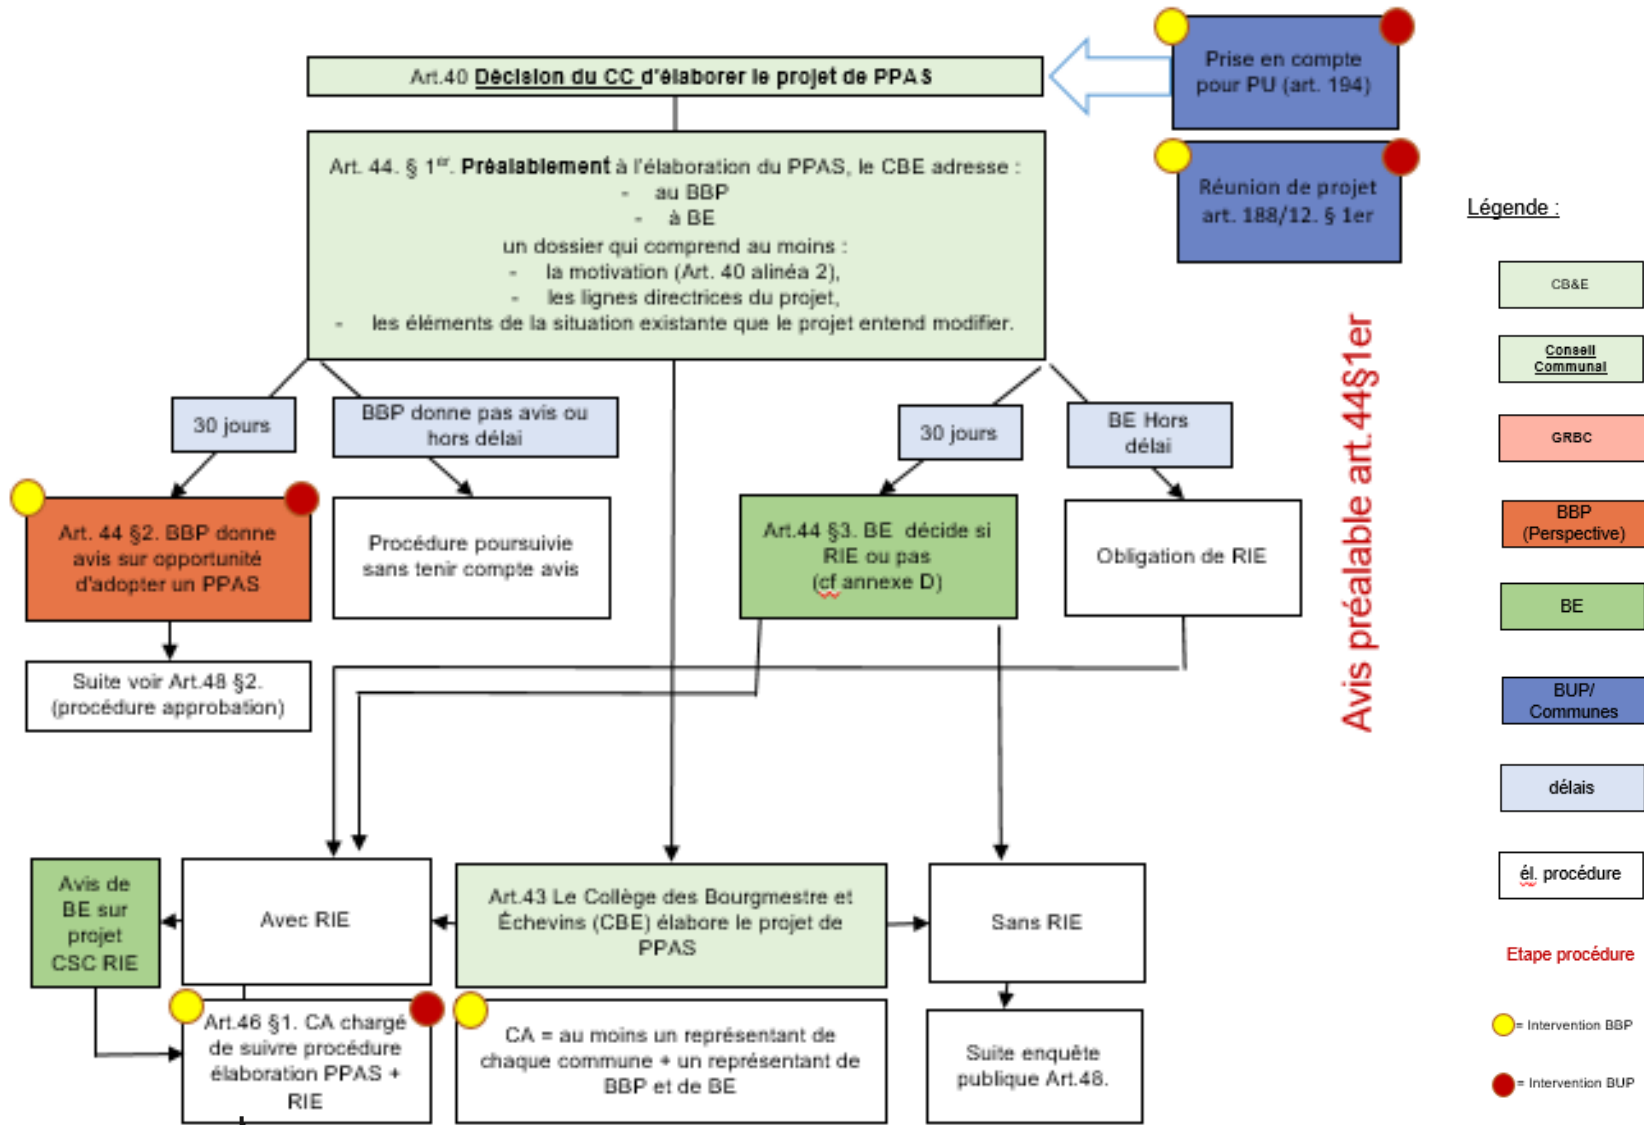 Art.40 Décision du CC d'élaborer le projet de PPAS
Prise en compte
pour PU (art. 194)
Art. 44. § 1er. Préalablement à l'élaboration du PPAS, le CBE adresse :
- au BBP
- à BE
un dossier qui comprend au moins :
- la motivation (Art. 40 alinéa 2),
- les lignes directrices du projet,
- les éléments de la situation existante que le projet entend modifier.
Réunion de projet
art. 188/12. § 1er
30 jours
BBP donne pas avis ou
hors délai
30 jours
BE Hors
délai
Art. 44 §2. BBP donne
avis sur opportunité
d'adopter un PPAS
Procédure poursuivie
sans tenir compte avis
Art.44 §3. BE décide si
RIE ou pas
(cf annexe D)
Obligation de RIE
Suite voir Art.48 §2.
(procédure approbation)
Avis préalable art.44§1er
Avis de
BE sur
projet
CSC RIE
Avec RIE
Art.43 Le Collège des Bourgmestre et
Échevins (CBE) élabore le projet de
PPAS
Sans RIE
Art.46 §1. CA chargé
de suivre procédure
élaboration PPAS +
RIE
CA = au moins un représentant de
chaque commune + un représentant de
BBP et de BE
Suite enquête
publique Art.48.
Légende :
CB&E
Conseil
Communal
GRBC
BBP
(Perspective)
BE
BUP/
Communes
délais
él. procédure
Etape procédure
= Intervention BBP
= Intervention BUP